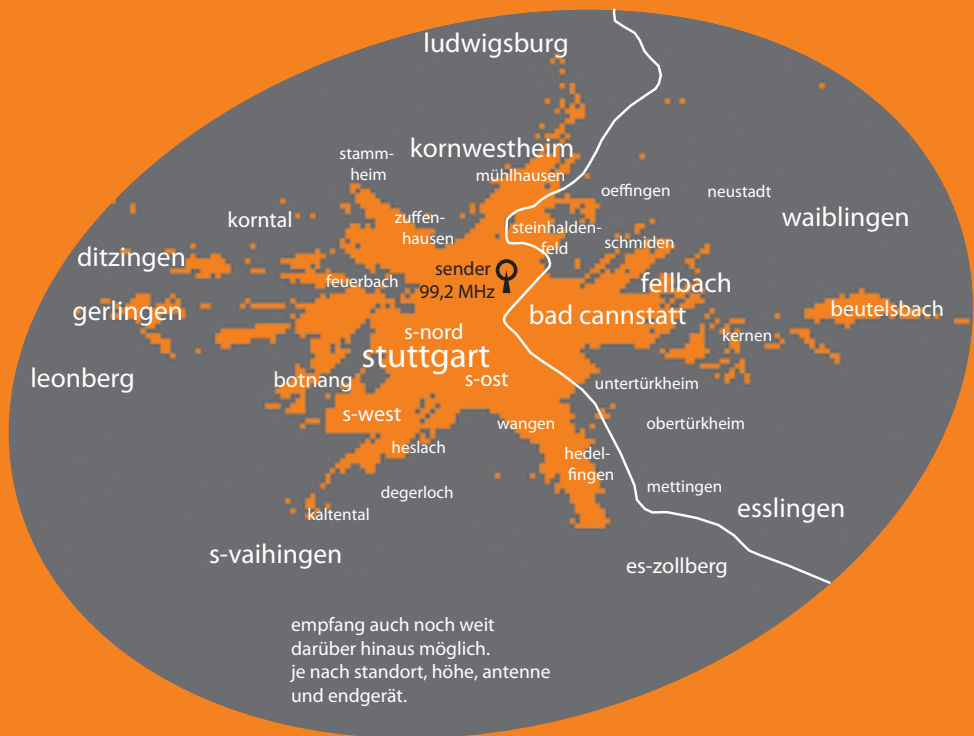 ludwigsburg
kornwestheim
stamm-
heim
mühlhausen
oeffingen
neustadt
korntal
zuffen-
hausen
steinhalden-
feld
schmiden
waiblingen
ditzingen
sender
99,2 MHz
feuerbach
fellbach
gerlingen
bad cannstatt
beutelsbach
s-nord
kernen
stuttgart
leonberg
botnang
s-ost
untertürkheim
s-west
wangen
obertürkheim
heslach
hedel-
fingen
degerloch
mettingen
kaltental
esslingen
s-vaihingen
es-zollberg
empfang auch noch weit
darüber hinaus möglich.
je nach standort, höhe, antenne
und endgerät.